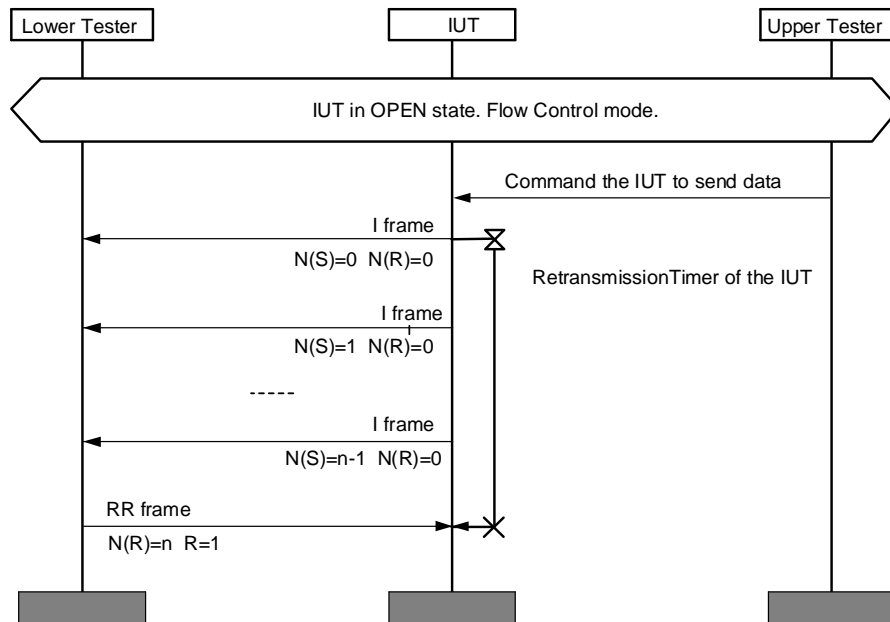 Lower Tester
IUT
Upper Tester
IUT in OPEN state. Flow Control mode.
Command the IUT to send data
I frame
N(S)=0 N(R)=0
RetransmissionTimer of the IUT
I frame
N(S)=1 N(R)=0
-----
I frame
N(S)=n-1 N(R)=0
RR frame
N(R)=n R=1